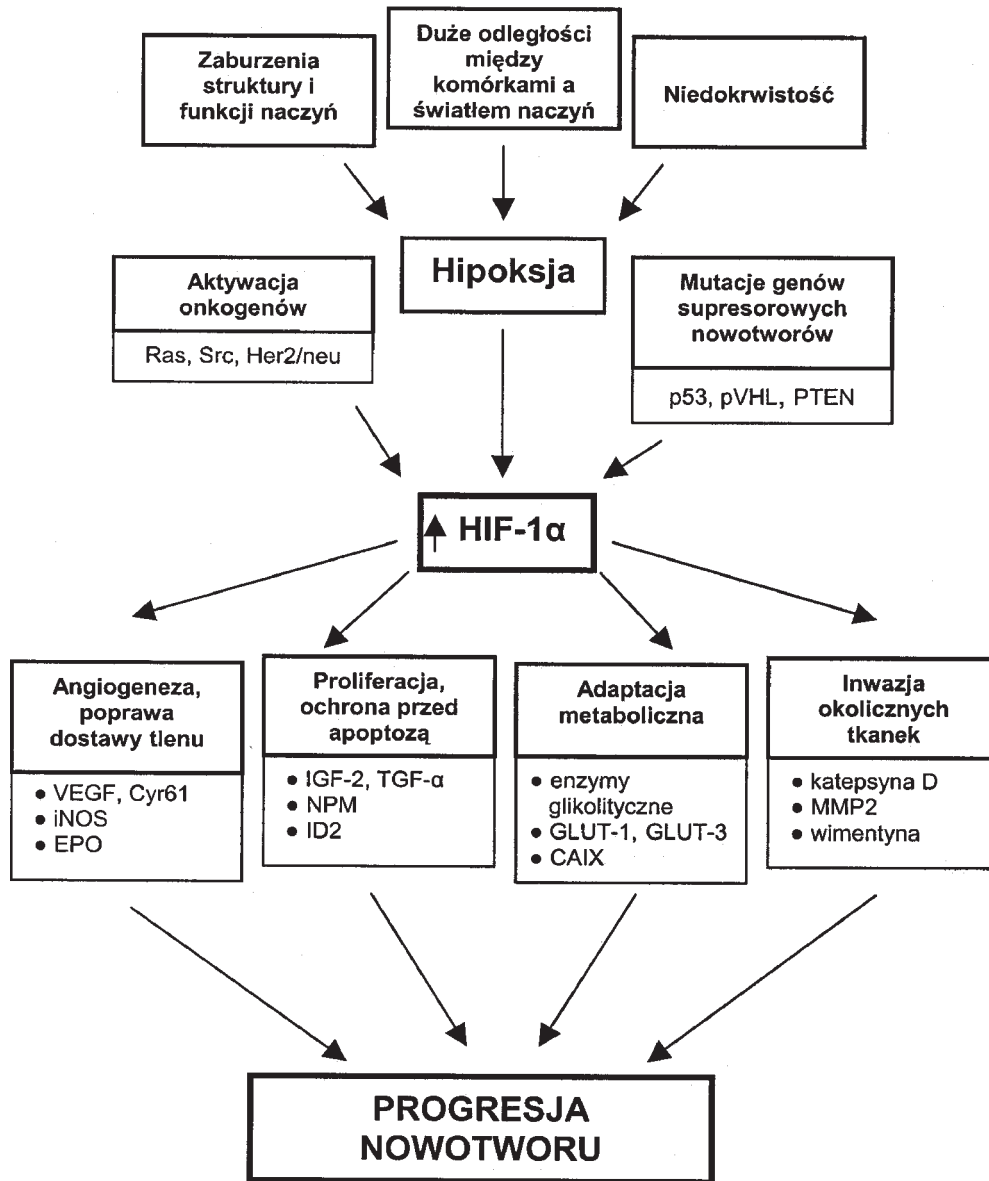 Zaburzenia
struktury i
funkcji naczyń
Duże odległości
między
komórkami a
światłem naczyń
Niedokrwistość
Hipoksja
Aktywacja
onkogenów
Ras, Src, Her2/neu
Mutacje genów
supresorowych
nowotworów
p53, pVHL, PTEN
↑ HIF-1α
Angiogeneza,
poprawa
dostawy tlenu
● VEGF, Cyr61
● iNOS
● EPO
Proliferacja,
ochrona przed
apoptozą
● IGF-2, TGF-α
● NPM
● ID2
Adaptacja
metaboliczna
● enzymy
glikolityczne
● GLUT-1, GLUT-3
● CAIX
Inwazja
okolicznych
tkanek
● katepsyna D
● MMP2
● wimentyna
PROGRESJA
NOWOTWORU